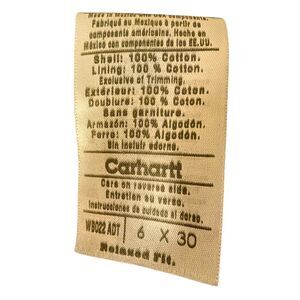 Made in Mexico with USA components.
Fabriqué au Mexique à partir de
composants américains. Hecho en
México con componentes de los EE.UU.
Shell: 100% Cotton.
Lining: 100% Cotton.
Exclusive of Trimming.
Extérieur: 100% Coton.
Doublure: 100% Coton.
Sans garniture.
Armazón: 100% Algodón.
Forro: 100% Algodón.
Sin incluir adorno.
Carhartt
Care on reverse side.
Entretien au verso.
Instrucciones de cuidado al dorso.
WB022 ADT 6 X 30
Relaxed Fit.